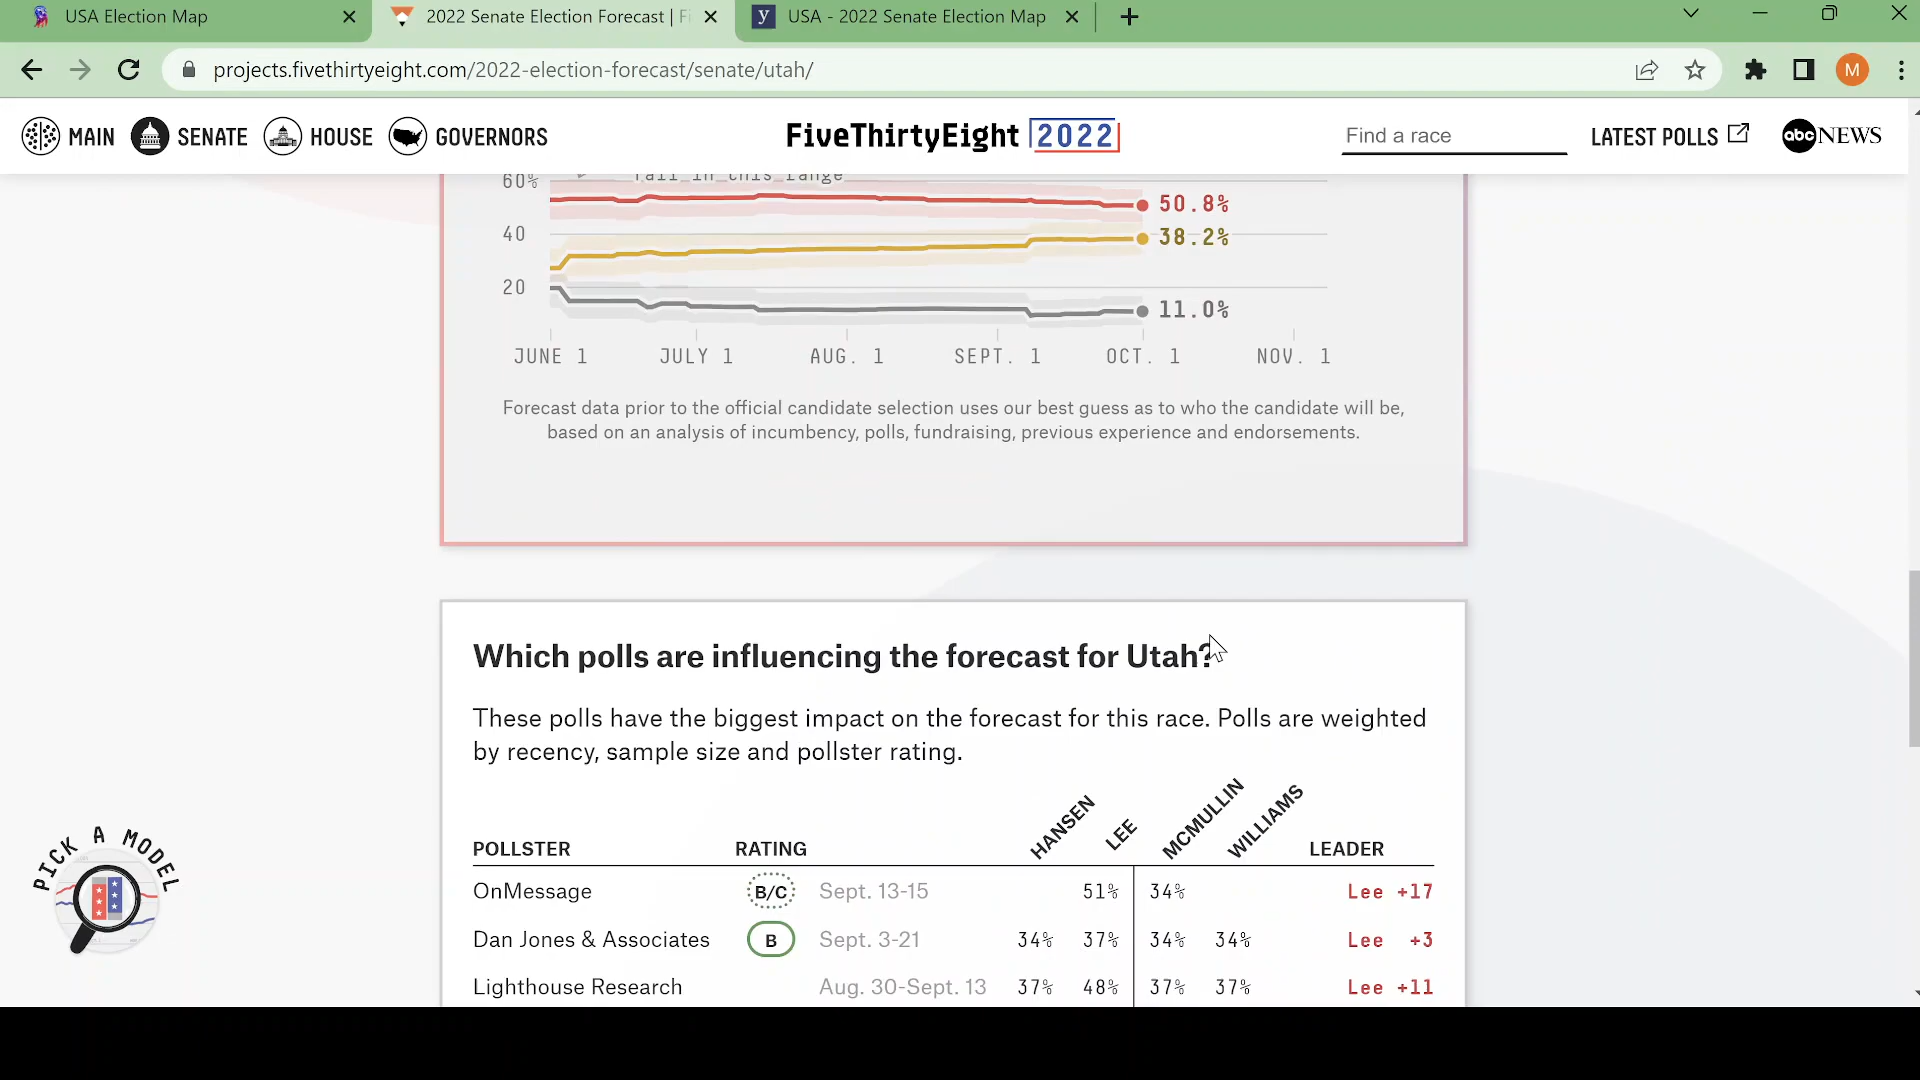 USA Election Map
2022 Senate Election Forecast | Fi
USA - 2022 Senate Election Map
projects.fivethirtyeight.com/2022-election-forecast/senate/utah/
M
MAIN SENATE HOUSE GOVERNORS
FiveThirtyEight 2022
Find a race
LATEST POLLS
abc NEWS
fall in this range
60%
50.8%
40
38.2%
20
11.0%
JUNE 1 JULY 1 AUG. 1 SEPT. 1 OCT. 1 NOV. 1
Forecast data prior to the official candidate selection uses our best guess as to who the candidate will be,
based on an analysis of incumbency, polls, fundraising, previous experience and endorsements.
Which polls are influencing the forecast for Utah?
These polls have the biggest impact on the forecast for this race. Polls are weighted
by recency, sample size and pollster rating.
POLLSTER RATING HANSEN LEE MCMULLIN WILLIAMS LEADER
OnMessage B/C Sept. 13-15 51% 34% Lee +17
Dan Jones & Associates B Sept. 3-21 34% 37% 34% 34% Lee +3
Lighthouse Research Aug. 30-Sept. 13 37% 48% 37% 37% Lee +11
PICK A MODEL